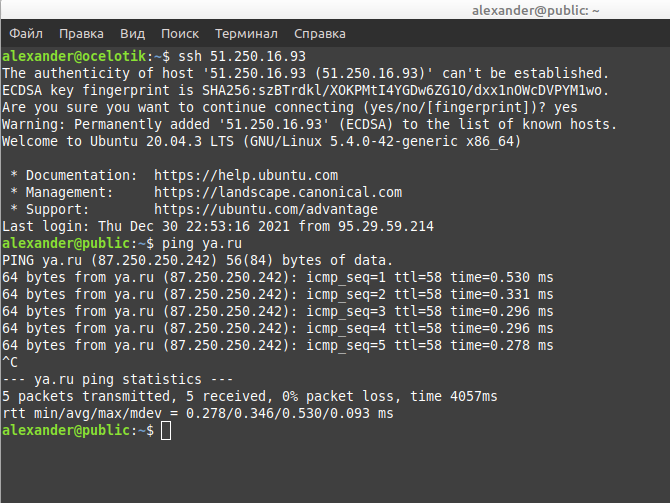 alexander@public: ~
Файл Правка Вид Поиск Терминал Справка
alexander@ocelotik:~$ ssh 51.250.16.93
The authenticity of host '51.250.16.93 (51.250.16.93)' can't be established.
ECDSA key fingerprint is SHA256:szBTrdkl/XOKPMtI4YGDw6ZG1O/dxx1nOWcDVPYM1wo.
Are you sure you want to continue connecting (yes/no/[fingerprint])? yes
Warning: Permanently added '51.250.16.93' (ECDSA) to the list of known hosts.
Welcome to Ubuntu 20.04.3 LTS (GNU/Linux 5.4.0-42-generic x86_64)
* Documentation:  https://help.ubuntu.com
* Management:     https://landscape.canonical.com
* Support:        https://ubuntu.com/advantage
Last login: Thu Dec 30 22:53:16 2021 from 95.29.59.214
alexander@public:~$ ping ya.ru
PING ya.ru (87.250.250.242) 56(84) bytes of data.
64 bytes from ya.ru (87.250.250.242): icmp_seq=1 ttl=58 time=0.530 ms
64 bytes from ya.ru (87.250.250.242): icmp_seq=2 ttl=58 time=0.331 ms
64 bytes from ya.ru (87.250.250.242): icmp_seq=3 ttl=58 time=0.296 ms
64 bytes from ya.ru (87.250.250.242): icmp_seq=4 ttl=58 time=0.296 ms
64 bytes from ya.ru (87.250.250.242): icmp_seq=5 ttl=58 time=0.278 ms
^C
--- ya.ru ping statistics ---
5 packets transmitted, 5 received, 0% packet loss, time 4057ms
rtt min/avg/max/mdev = 0.278/0.346/0.530/0.093 ms
alexander@public:~$